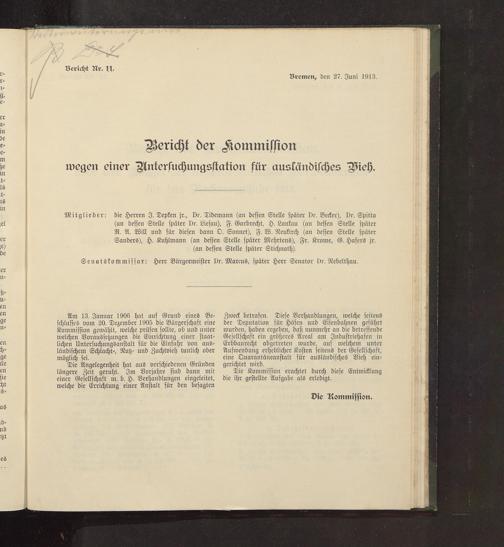 Bericht Nr. 11.
Bremen, den 27. Juni 1913.
Bericht der Kommission
wegen einer Untersuchungsstation für ausländisches Vieh.
Mitglieder: die Herren J. Depken jr., Dr. Tidemann (an dessen Stelle später Dr. Becker), Dr. Spitta
(an dessen Stelle später Dr. Liesau), F. Garbrecht, H. Lankau (an dessen Stelle später
N. A. Will und für diesen dann O. Sonnet), F. W. Neukirch (an dessen Stelle später
Sanders), H. Kuhlmann (an dessen Stelle später Mehrtens), Fr. Krome, G. Hafers jr.
(an dessen Stelle später Stichnath).
Senatskommissar: Herr Bürgermeister Dr. Marcus, später Herr Senator Dr. Nebelthau.
Am 13. Januar 1906 hat auf Grund eines Be-
schlusses vom 20. Dezember 1905 die Bürgerschaft eine
Kommission gewählt, welche prüfen sollte, ob und unter
welchen Voraussetzungen die Einrichtung einer staat-
lichen Untersuchungsanstalt für die Einfuhr von aus-
ländischem Schlacht-, Nutz- und Zuchtvieh tunlich oder
möglich sei.
Die Angelegenheit hat aus verschiedenen Gründen
längere Zeit geruht. Im Vorjahre sind dann mit
einer Gesellschaft m. b. H. Verhandlungen eingeleitet,
welche die Errichtung einer Anstalt für den besagten
Zweck betrafen. Diese Verhandlungen, welche seitens
der Deputation für Häfen und Eisenbahnen geführt
wurden, haben ergeben, daß nunmehr an die betreffende
Gesellschaft ein größeres Areal am Industriehafen in
Erbbaurecht abgetreten wurde, auf welchem unter
Aufwendung erheblicher Kosten seitens der Gesellschaft,
eine Quarantäneanstalt für ausländisches Vieh ein-
gerichtet wird.
Die Kommission erachtet durch diese Entwicklung
die ihr gestellte Aufgabe als erledigt.
Die Kommission.